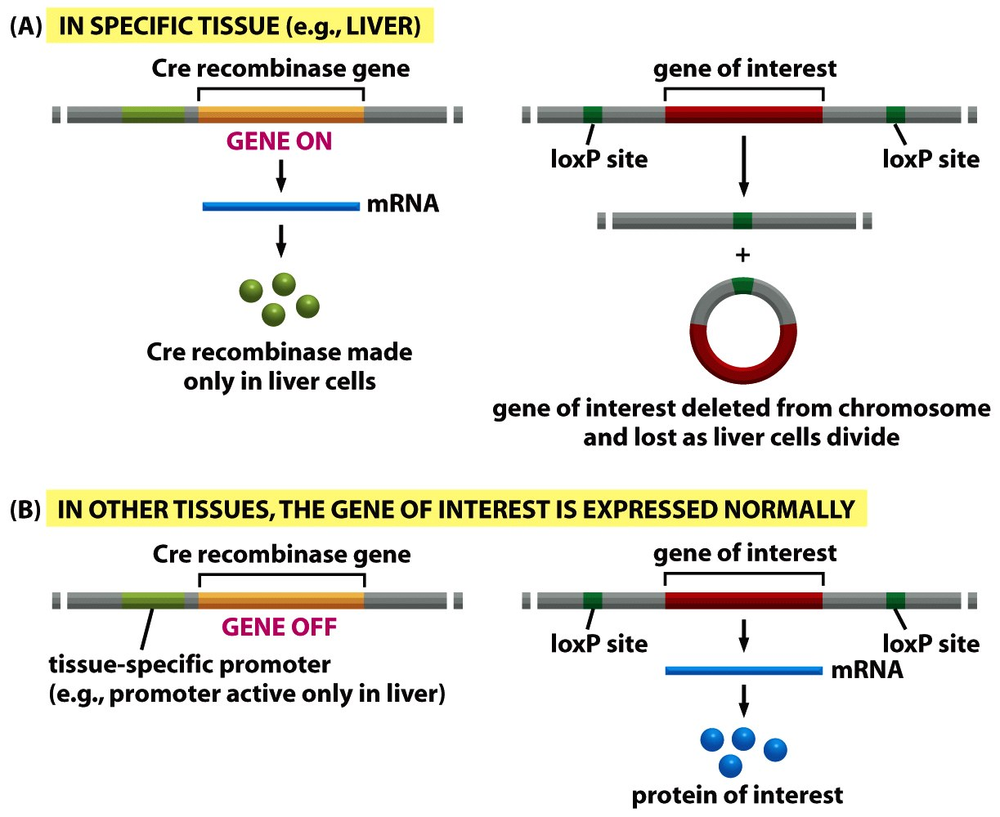 (A) IN SPECIFIC TISSUE (e.g., LIVER)
Cre recombinase gene
GENE ON
mRNA
Cre recombinase made
only in liver cells
gene of interest
loxP site
loxP site
+
gene of interest deleted from chromosome
and lost as liver cells divide
(B) IN OTHER TISSUES, THE GENE OF INTEREST IS EXPRESSED NORMALLY
Cre recombinase gene
GENE OFF
tissue-specific promoter
(e.g., promoter active only in liver)
gene of interest
loxP site
loxP site
mRNA
protein of interest